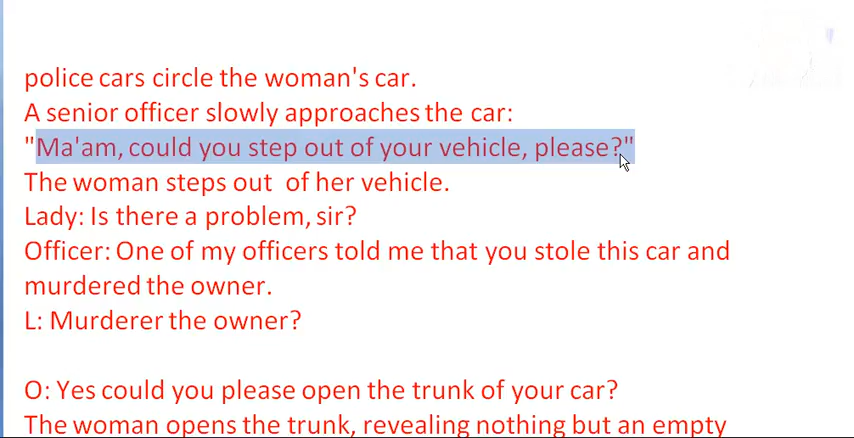 police cars circle the woman's car.
A senior officer slowly approaches the car:
"Ma'am, could you step out of your vehicle, please?"
The woman steps out  of her vehicle.
Lady: Is there a problem, sir?
Officer: One of my officers told me that you stole this car and
murdered the owner.
L: Murderer the owner?
O: Yes could you please open the trunk of your car?
The woman opens the trunk, revealing nothing but an empty